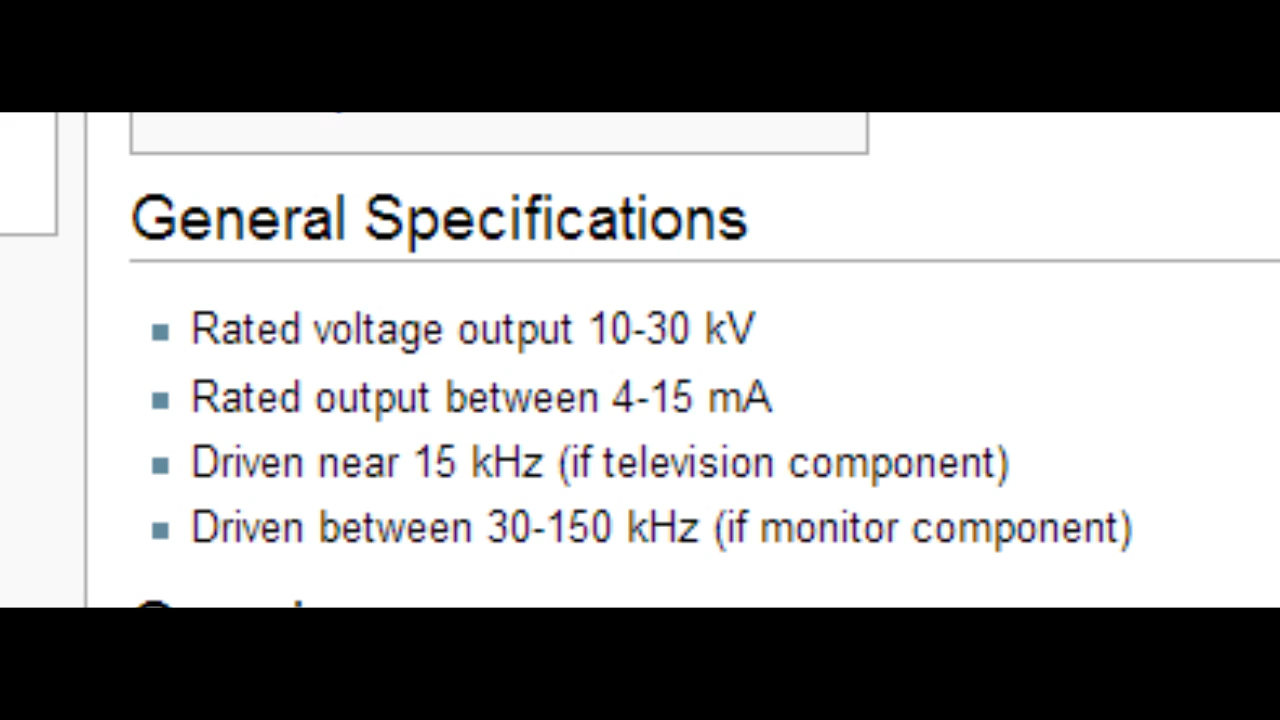 General Specifications
Rated voltage output 10-30 kV
Rated output between 4-15 mA
Driven near 15 kHz (if television component)
Driven between 30-150 kHz (if monitor component)